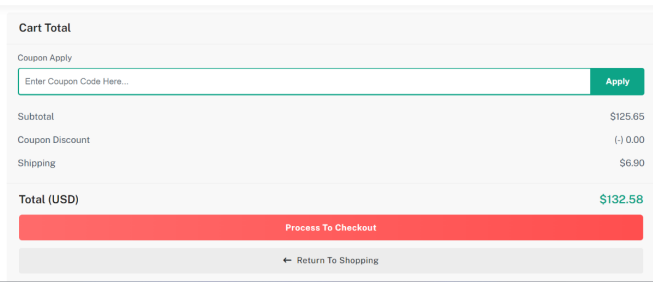 Cart Total
Coupon Apply
Enter Coupon Code Here...
Apply
Subtotal $125.65
Coupon Discount (-) 0.00
Shipping $6.90
Total (USD) $132.58
Process To Checkout
← Return To Shopping